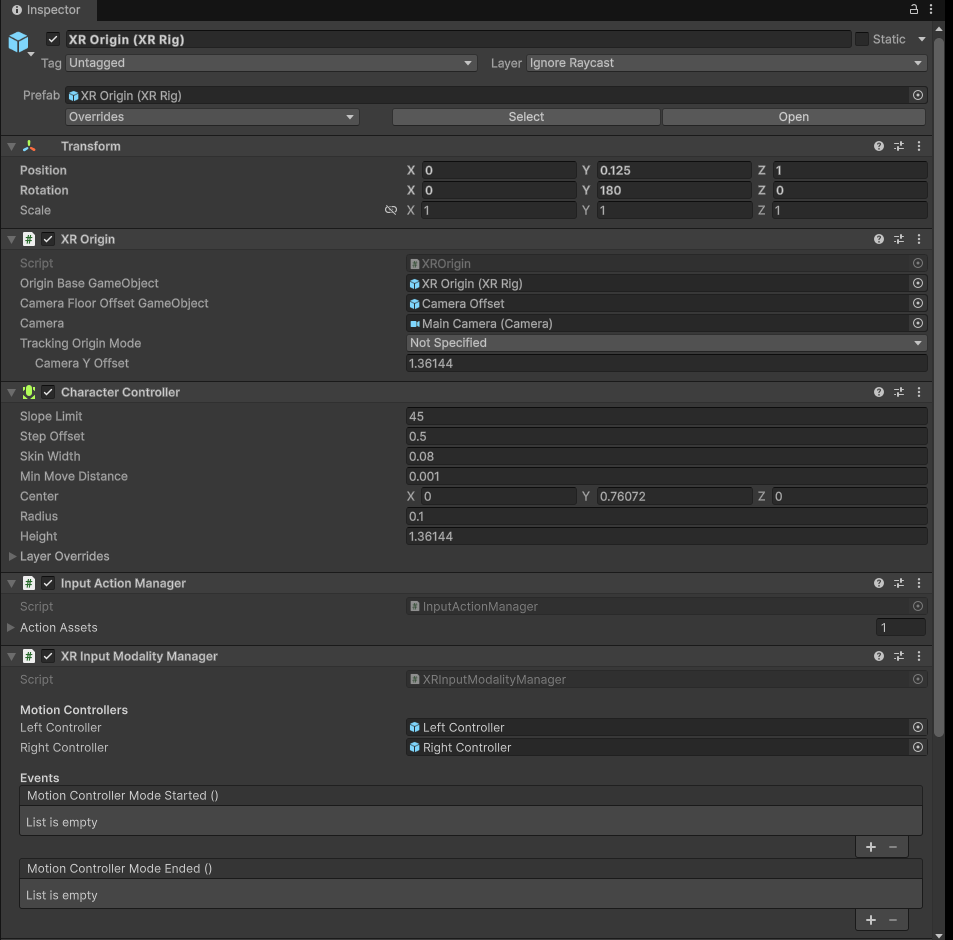 Inspector
XR Origin (XR Rig) Static
Tag Untagged Layer Ignore Raycast
Prefab XR Origin (XR Rig)
Overrides Select Open
Transform
Position X 0 Y 0.125 Z 1
Rotation X 0 Y 180 Z 0
Scale X 1 Y 1 Z 1
# XR Origin
Script # XROrigin
Origin Base GameObject XR Origin (XR Rig)
Camera Floor Offset GameObject Camera Offset
Camera Main Camera (Camera)
Tracking Origin Mode Not Specified
Camera Y Offset 1.36144
Character Controller
Slope Limit 45
Step Offset 0.5
Skin Width 0.08
Min Move Distance 0.001
Center X 0 Y 0.76072 Z 0
Radius 0.1
Height 1.36144
Layer Overrides
# Input Action Manager
Script # InputActionManager
Action Assets 1
# XR Input Modality Manager
Script # XRInputModalityManager
Motion Controllers
Left Controller Left Controller
Right Controller Right Controller
Events
Motion Controller Mode Started ()
List is empty
+ −
Motion Controller Mode Ended ()
List is empty
+ −